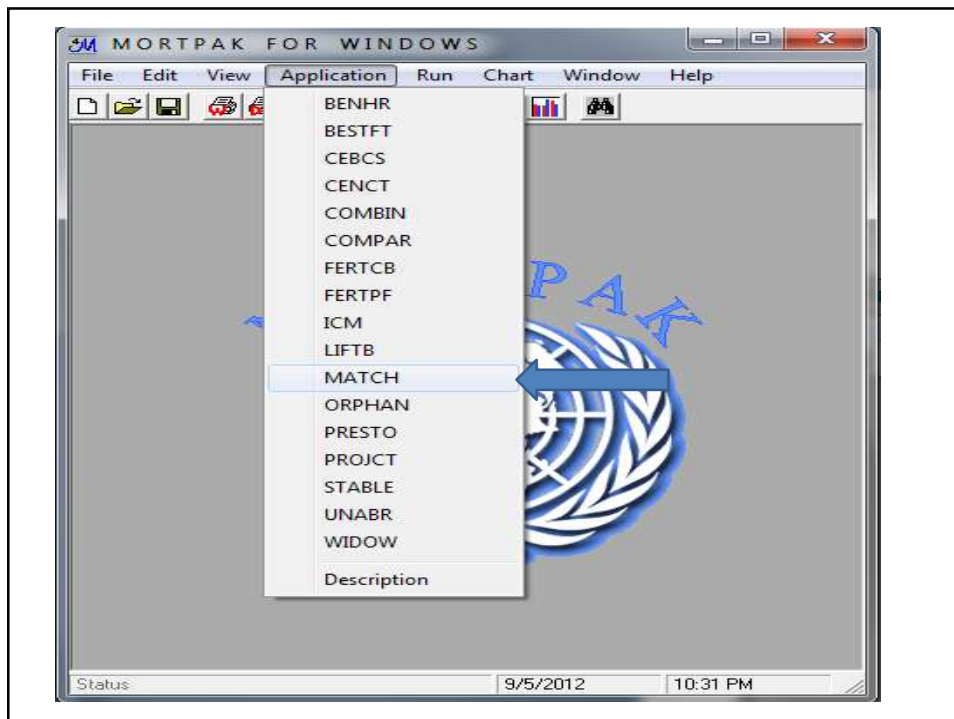 MORTPAK FOR WINDOWS
File Edit View Application Run Chart Window Help
BENHR
BESTFT
CEBCS
CENCT
COMBIN
COMPAR
FERTCB
FERTPF
ICM
LIFTB
MATCH
ORPHAN
PRESTO
PROJCT
STABLE
UNABR
WIDOW
Description
P A K
Status 9/5/2012 10:31 PM